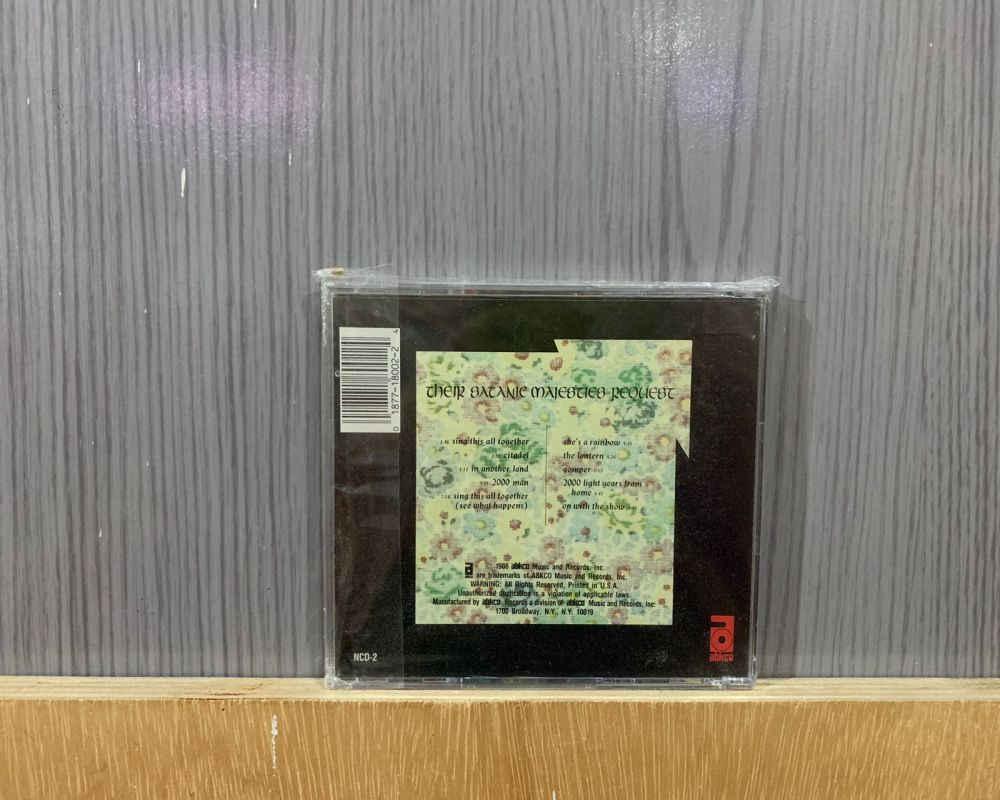 0 1877-18002-2 4
THEIR SATANIC MAJESTIES REQUEST
sing this all together
citadel
in another land
2000 man
sing this all together
(see what happens)
she's a rainbow
the lantern 4:24
gomper
2000 light years from
home
on with the show
1986 abkco Music and Records, Inc.
are trademarks of ABKCO Music and Records, Inc.
WARNING: All Rights Reserved, Printed in U.S.A.
Unauthorized duplication is a violation of applicable laws.
Manufactured by abkco Records a division of abkco Music and Records, Inc.
1700 Broadway, N.Y., N.Y. 10019
NCD-2
abkco